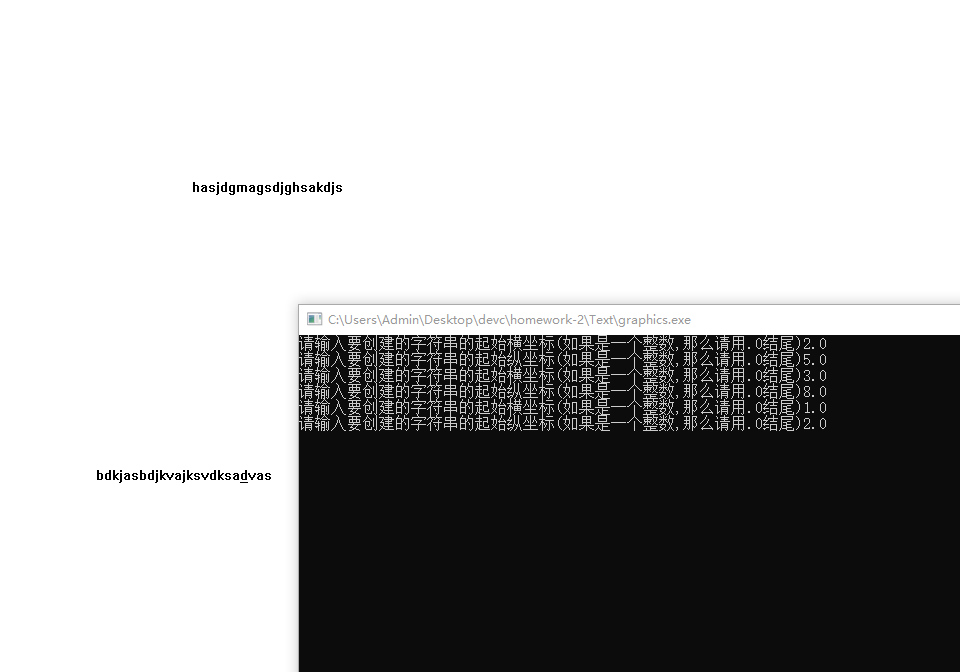 hasjdgmagsdjghsakdjs
C:\Users\Admin\Desktop\devc\homework-2\Text\graphics.exe
请输入要创建的字符串的起始横坐标(如果是一个整数,那么请用.0结尾)2.0
请输入要创建的字符串的起始纵坐标(如果是一个整数,那么请用.0结尾)5.0
请输入要创建的字符串的起始横坐标(如果是一个整数,那么请用.0结尾)3.0
请输入要创建的字符串的起始纵坐标(如果是一个整数,那么请用.0结尾)8.0
请输入要创建的字符串的起始横坐标(如果是一个整数,那么请用.0结尾)1.0
请输入要创建的字符串的起始纵坐标(如果是一个整数,那么请用.0结尾)2.0
bdkjasbdjkvajksvdksadvas